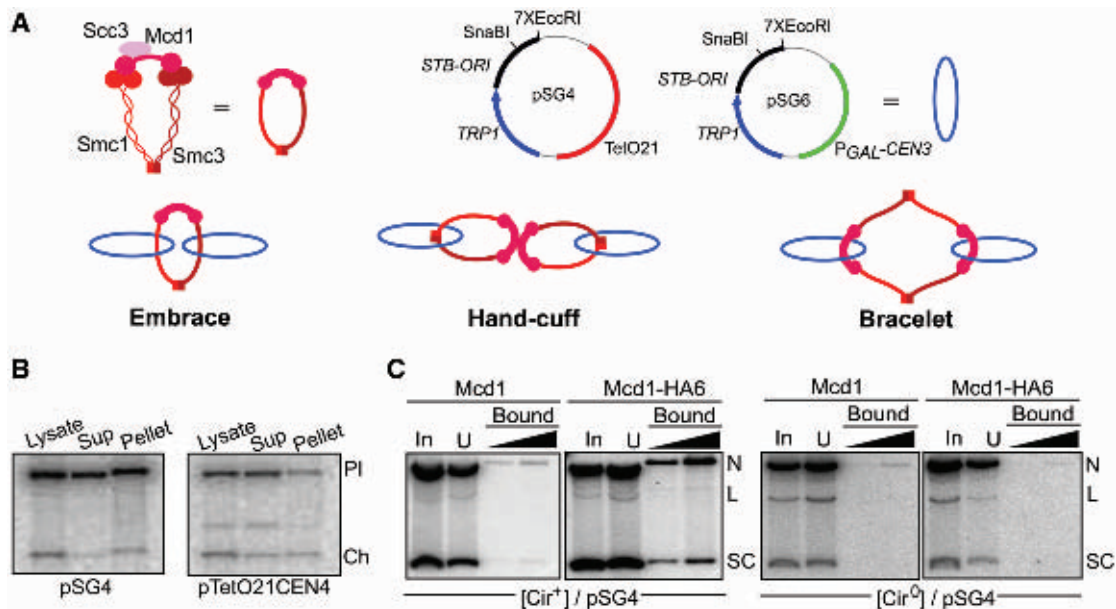 A
Scc3
Mcd1
Smc1
Smc3
=
7XEcoRI
SnaBI
STB-ORI
pSG4
TRP1
TetO21
7XEcoRI
SnaBI
STB-ORI
pSG6
TRP1
PGAL-CEN3
=
Embrace
Hand-cuff
Bracelet
B
Lysate Sup Pellet
Lysate Sup Pellet
Pl
Ch
pSG4
pTetO21CEN4
C
Mcd1 Mcd1-HA6
Bound Bound
In U In U
N
L
SC
[Cir+] / pSG4
Mcd1 Mcd1-HA6
Bound Bound
In U In U
N
L
SC
[Cir0] / pSG4